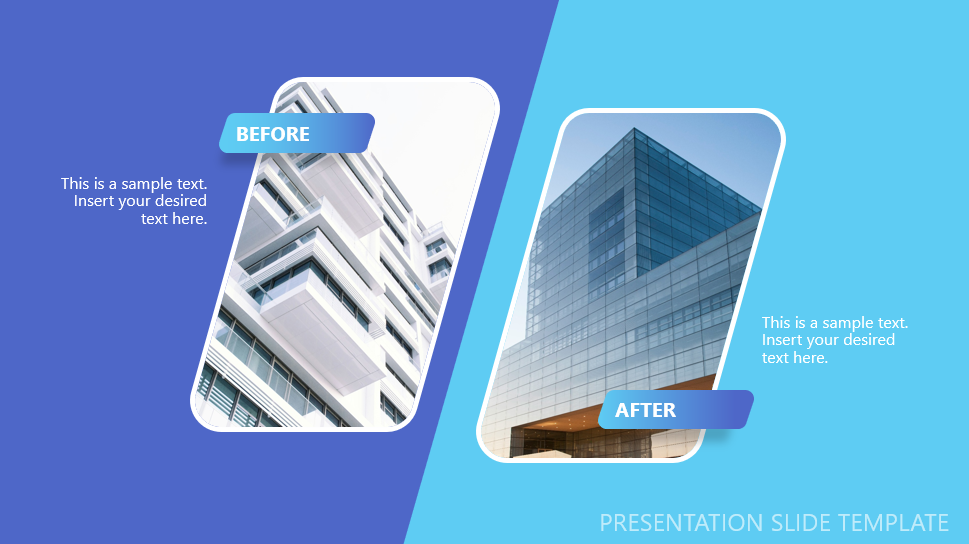 BEFORE
This is a sample text.
Insert your desired
text here.
This is a sample text.
Insert your desired
text here.
AFTER
PRESENTATION SLIDE TEMPLATE